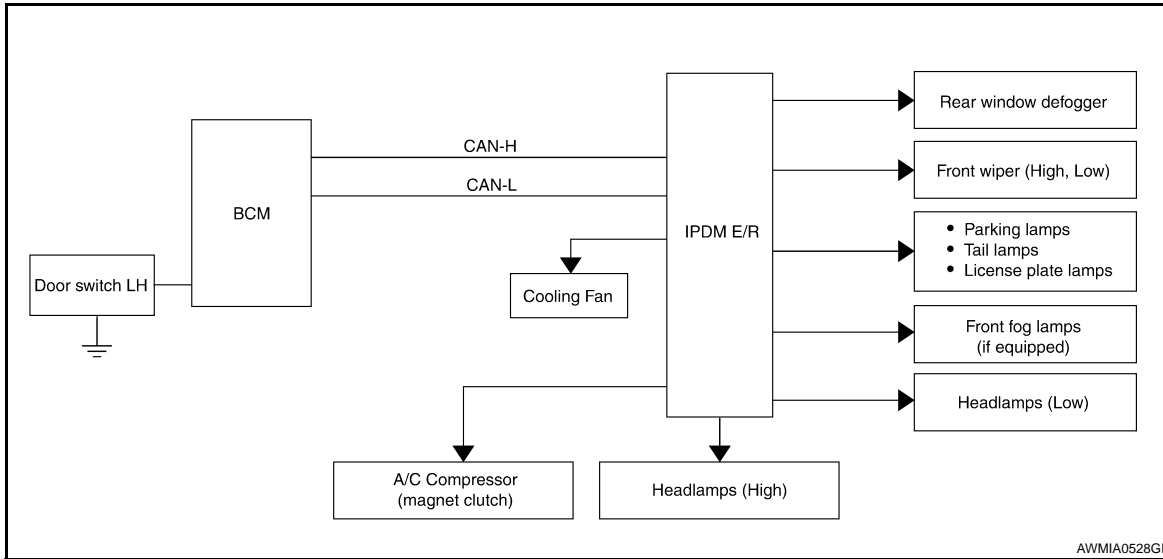 Rear window defogger
CAN-H
Front wiper (High, Low)
CAN-L
BCM
IPDM E/R
• Parking lamps
• Tail lamps
• License plate lamps
Door switch LH
Cooling Fan
Front fog lamps
(if equipped)
Headlamps (Low)
A/C Compressor
(magnet clutch)
Headlamps (High)